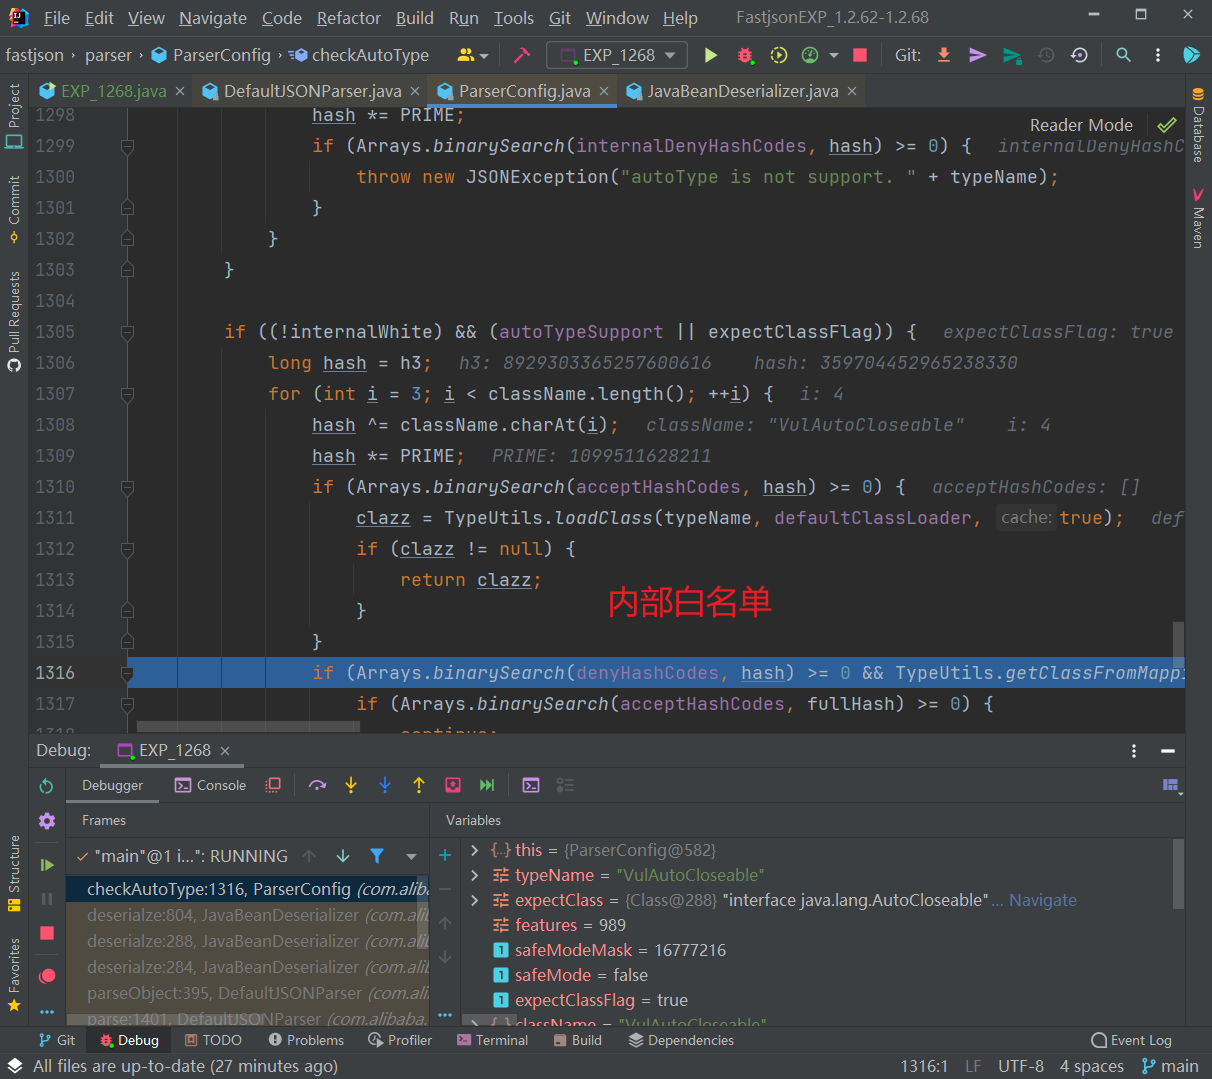 File Edit View Navigate Code Refactor Build Run Tools Git Window Help FastjsonEXP_1.2.62-1.2.68
fastjson › parser › ParserConfig › checkAutoType EXP_1268 Git:
EXP_1268.java DefaultJSONParser.java ParserConfig.java JavaBeanDeserializer.java
Reader Mode
1298 hash *= PRIME;
1299 if (Arrays.binarySearch(internalDenyHashCodes, hash) >= 0) { internalDenyHashC
1300 throw new JSONException("autoType is not support. " + typeName);
1301 }
1302 }
1303 }
1304
1305 if ((!internalWhite) && (autoTypeSupport || expectClassFlag)) { expectClassFlag: true
1306 long hash = h3; h3: 8929303365257600616 hash: 359704452965238330
1307 for (int i = 3; i < className.length(); ++i) { i: 4
1308 hash ^= className.charAt(i); className: "VulAutoCloseable" i: 4
1309 hash *= PRIME; PRIME: 1099511628211
1310 if (Arrays.binarySearch(acceptHashCodes, hash) >= 0) { acceptHashCodes: []
1311 clazz = TypeUtils.loadClass(typeName, defaultClassLoader, cache: true); def
1312 if (clazz != null) {
1313 return clazz;
内部白名单
1314 }
1315 }
1316 if (Arrays.binarySearch(denyHashCodes, hash) >= 0 && TypeUtils.getClassFromMappi
1317 if (Arrays.binarySearch(acceptHashCodes, fullHash) >= 0) {
1318 continue;
Project
Commit
Pull Requests
Structure
Favorites
Database
Maven
Debug: EXP_1268
Debugger Console
Frames
Variables
"main"@1 i...": RUNNING
checkAutoType:1316, ParserConfig (com.aliba
deserialze:804, JavaBeanDeserializer (com.alib
deserialze:288, JavaBeanDeserializer (com.alib
deserialze:284, JavaBeanDeserializer (com.alib
parseObject:395, DefaultJSONParser (com.alib
parse:1401, DefaultJSONParser (com.alibaba.
this = {ParserConfig@582}
typeName = "VulAutoCloseable"
expectClass = {Class@288} "interface java.lang.AutoCloseable"... Navigate
features = 989
safeModeMask = 16777216
safeMode = false
expectClassFlag = true
className = "VulAutoCloseable"
Git Debug TODO Problems Profiler Terminal Build Dependencies Event Log
All files are up-to-date (27 minutes ago) 1316:1 LF UTF-8 4 spaces main